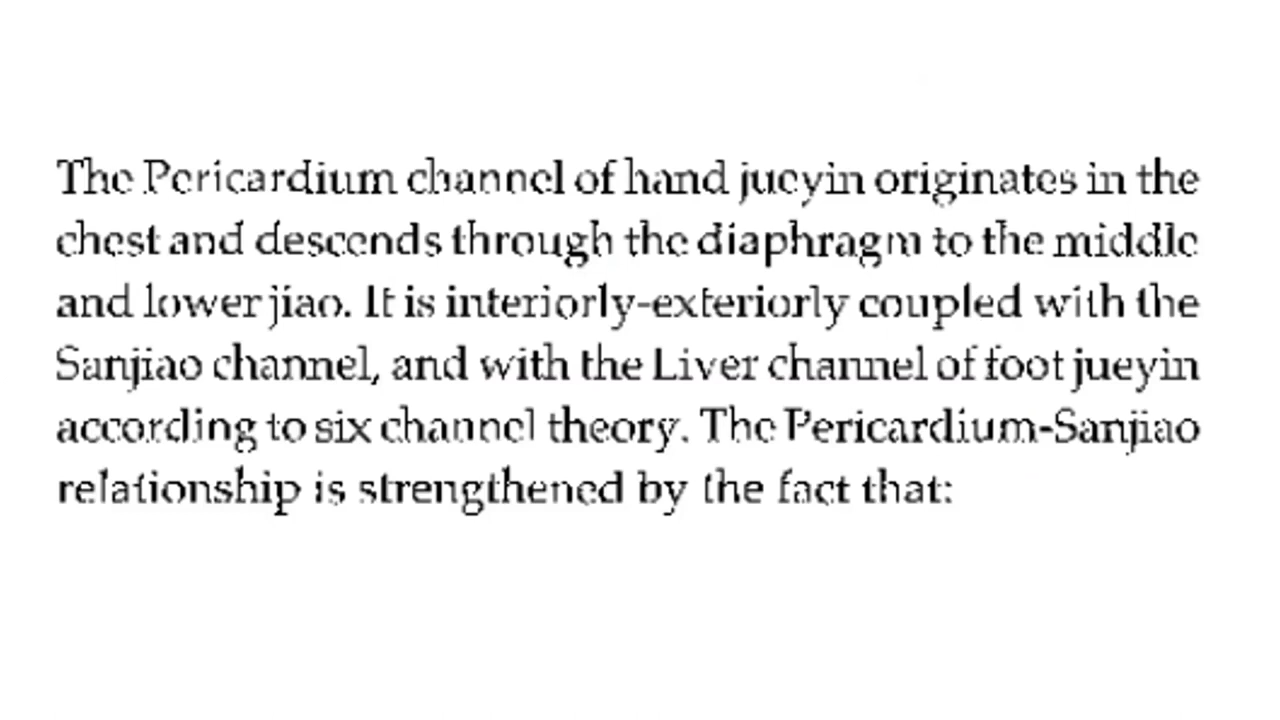 The Pericardium channel of hand jueyin originates in the
chest and descends through the diaphragm to the middle
and lower jiao. It is interiorly-exteriorly coupled with the
Sanjiao channel, and with the Liver channel of foot jueyin
according to six channel theory. The Pericardium-Sanjiao
relationship is strengthened by the fact that: